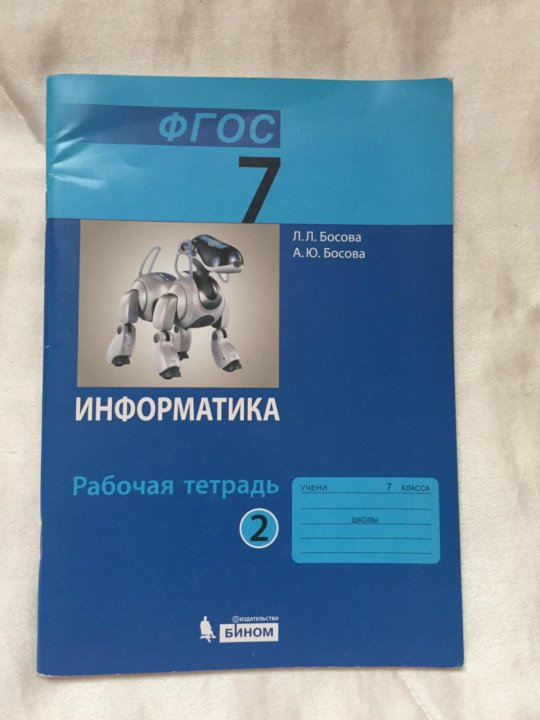 ФГОС
7
Л.Л. Босова
А.Ю. Босова
ИНФОРМАТИКА
Рабочая тетрадь
2
УЧЕНИ 7 КЛАССА
ШКОЛЫ
ИЗДАТЕЛЬСТВО
БИНОМ